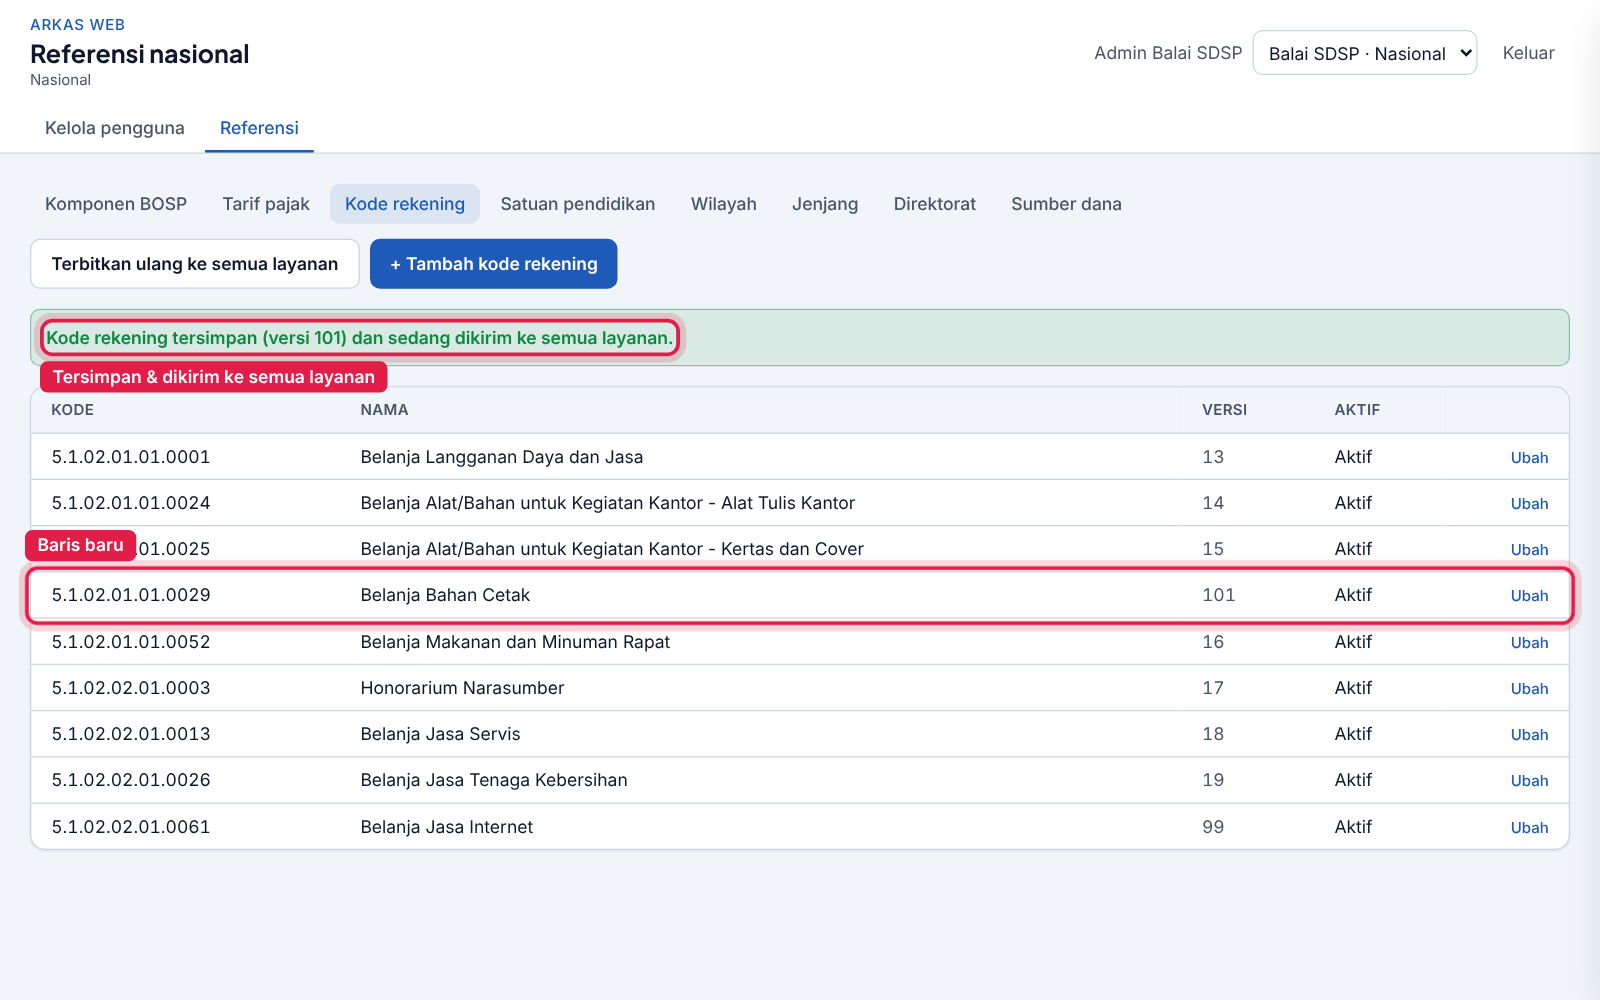 ARKAS WEB
Referensi nasional
Nasional
Admin Balai SDSP
Balai SDSP · Nasional
Keluar
Kelola pengguna
Referensi
Komponen BOSP
Tarif pajak
Kode rekening
Satuan pendidikan
Wilayah
Jenjang
Direktorat
Sumber dana
Terbitkan ulang ke semua layanan
+ Tambah kode rekening
Kode rekening tersimpan (versi 101) dan sedang dikirim ke semua layanan.
Tersimpan & dikirim ke semua layanan
KODE NAMA VERSI AKTIF
5.1.02.01.01.0001 Belanja Langganan Daya dan Jasa 13 Aktif Ubah
5.1.02.01.01.0024 Belanja Alat/Bahan untuk Kegiatan Kantor - Alat Tulis Kantor 14 Aktif Ubah
Baris baru
.01.0025 Belanja Alat/Bahan untuk Kegiatan Kantor - Kertas dan Cover 15 Aktif Ubah
5.1.02.01.01.0029 Belanja Bahan Cetak 101 Aktif Ubah
5.1.02.01.01.0052 Belanja Makanan dan Minuman Rapat 16 Aktif Ubah
5.1.02.02.01.0003 Honorarium Narasumber 17 Aktif Ubah
5.1.02.02.01.0013 Belanja Jasa Servis 18 Aktif Ubah
5.1.02.02.01.0026 Belanja Jasa Tenaga Kebersihan 19 Aktif Ubah
5.1.02.02.01.0061 Belanja Jasa Internet 99 Aktif Ubah